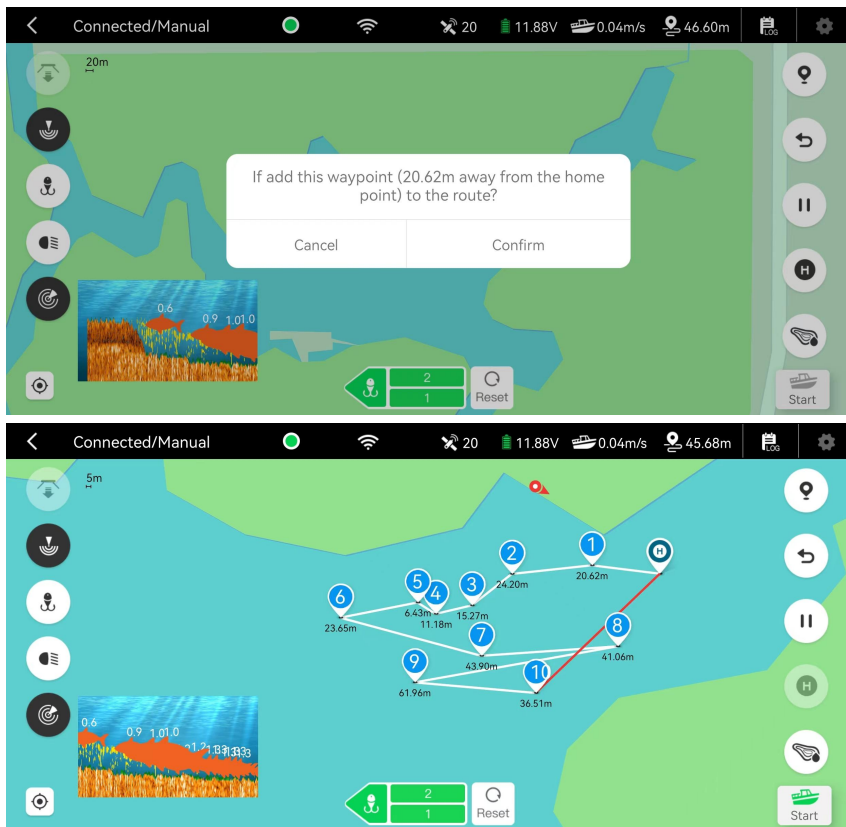 Connected/Manual
20
11.88V
0.04m/s
46.60m
LOG
20m
If add this waypoint (20.62m away from the home
point) to the route?
Cancel
Confirm
H
0.6
0.9
1.01.0
2
1
Reset
Start
Connected/Manual
20
11.88V
0.04m/s
45.68m
LOG
5m
1
H
2
20.62m
24.20m
5
4
3
6
6.43m
15.27m
11.18m
23.65m
7
8
43.90m
41.06m
9
10
61.96m
36.51m
H
0.6
0.9
1.01.0
2
1
Reset
Start